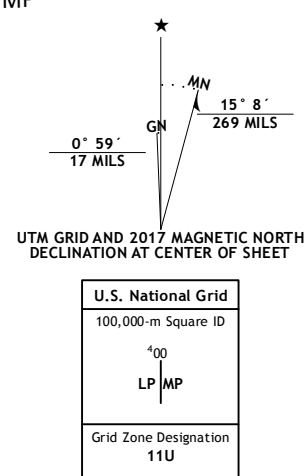 MF
★
MN
GN
15° 8´
269 MILS
0° 59´
17 MILS
UTM GRID AND 2017 MAGNETIC NORTH
DECLINATION AT CENTER OF SHEET
U.S. National Grid
100,000-m Square ID
⁴00
LP MP
Grid Zone Designation
11U